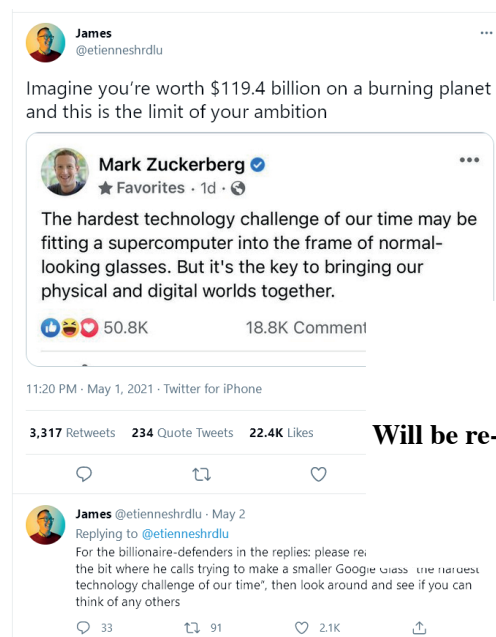 James
@etienneshrdlu
Imagine you’re worth $119.4 billion on a burning planet
and this is the limit of your ambition
Mark Zuckerberg
Favorites · 1d ·
The hardest technology challenge of our time may be
fitting a supercomputer into the frame of normal-
looking glasses. But it's the key to bringing our
physical and digital worlds together.
50.8K 18.8K Comment
11:20 PM · May 1, 2021 · Twitter for iPhone
3,317 Retweets 234 Quote Tweets 22.4K Likes
Will be re-
James @etienneshrdlu · May 2
Replying to @etienneshrdlu
For the billionaire-defenders in the replies: please
the bit where he calls trying to make a smaller Google Glass "the hardest
technology challenge of our time", then look around and see if you can
think of any others
33 91 2.1K